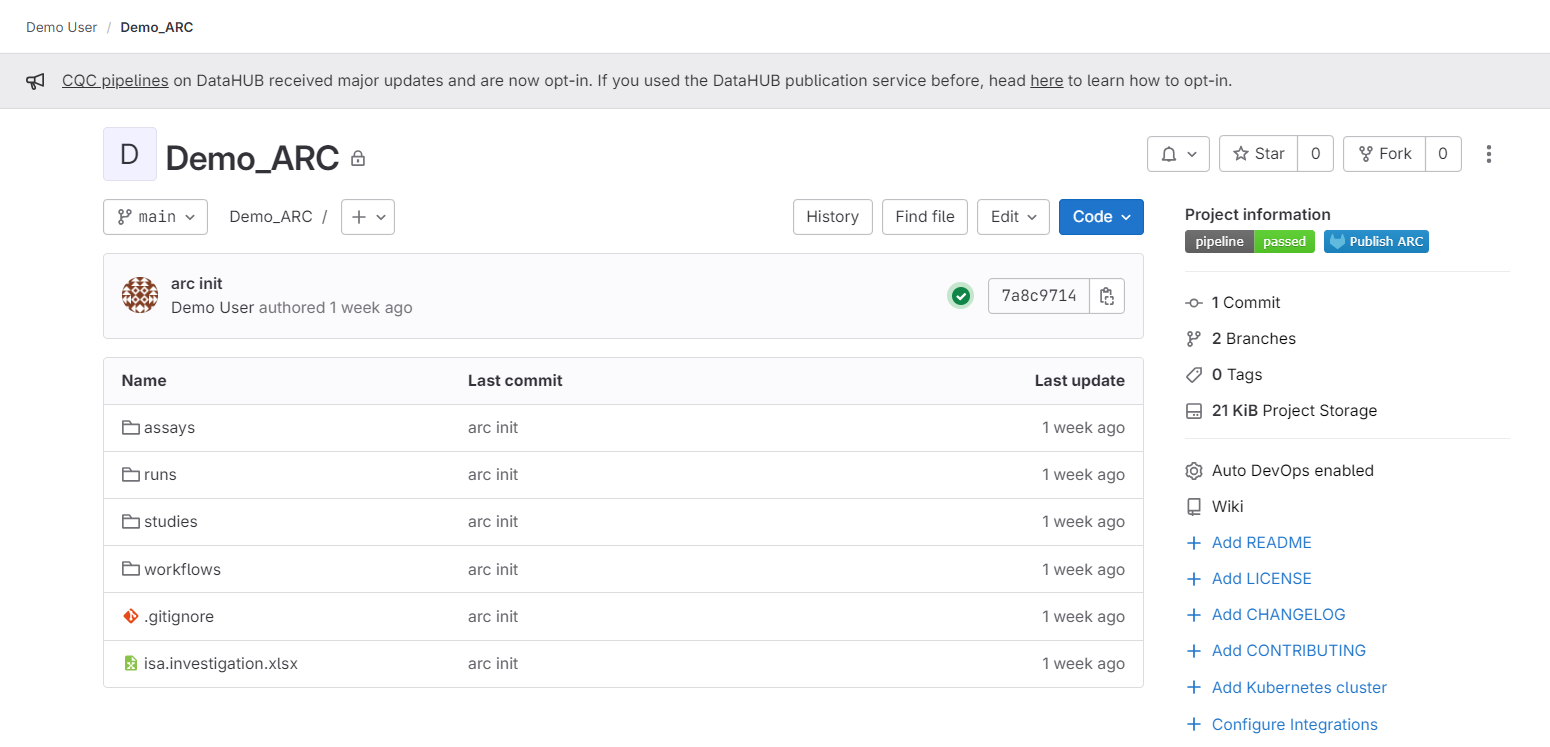 Demo User / Demo_ARC
CQC pipelines on DataHUB received major updates and are now opt-in. If you used the DataHUB publication service before, head here to learn how to opt-in.
D Demo_ARC
Star 0 Fork 0
main Demo_ARC / History Find file Edit Code
arc init
Demo User authored 1 week ago
7a8c9714
Name Last commit Last update
assays arc init 1 week ago
runs arc init 1 week ago
studies arc init 1 week ago
workflows arc init 1 week ago
.gitignore arc init 1 week ago
isa.investigation.xlsx arc init 1 week ago
Project information
pipeline passed Publish ARC
1 Commit
2 Branches
0 Tags
21 KiB Project Storage
Auto DevOps enabled
Wiki
Add README
Add LICENSE
Add CHANGELOG
Add CONTRIBUTING
Add Kubernetes cluster
Configure Integrations